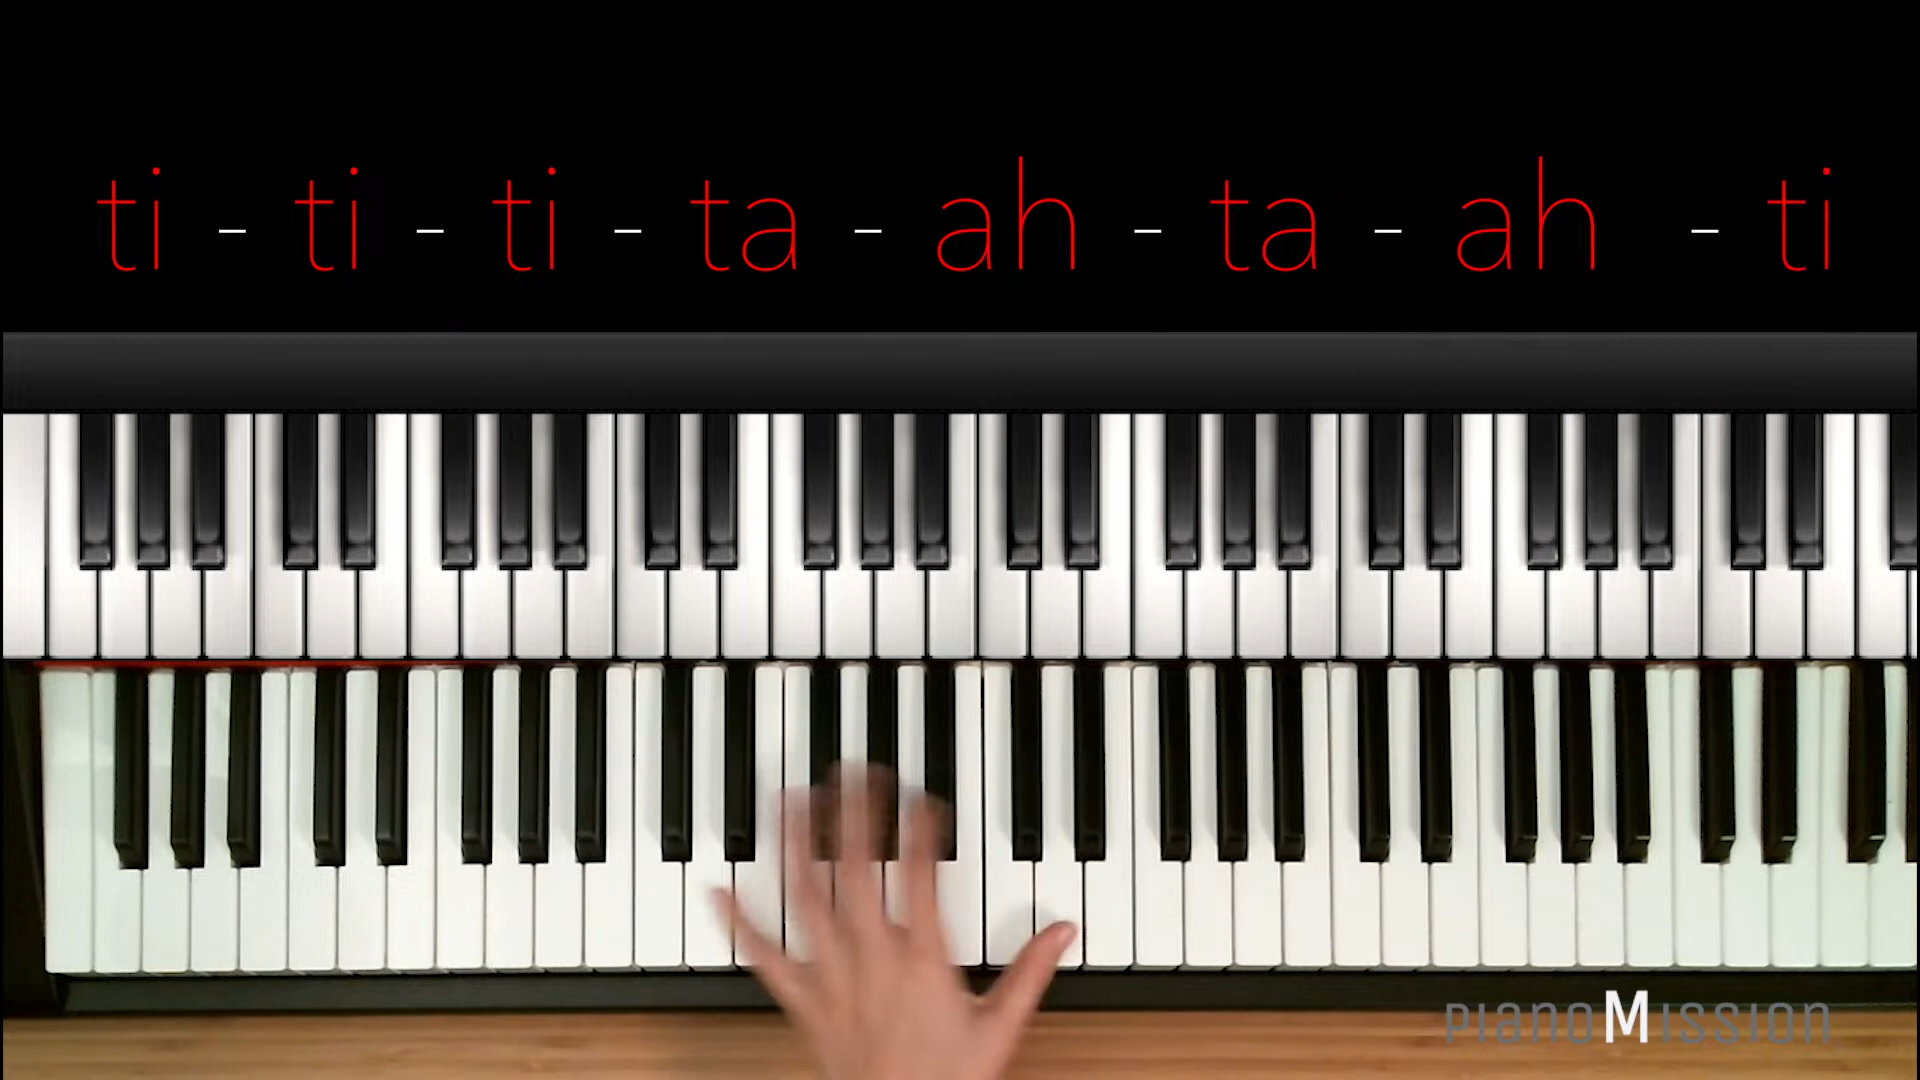 ti - ti - ti - ta - ah - ta - ah - ti
pianoMission